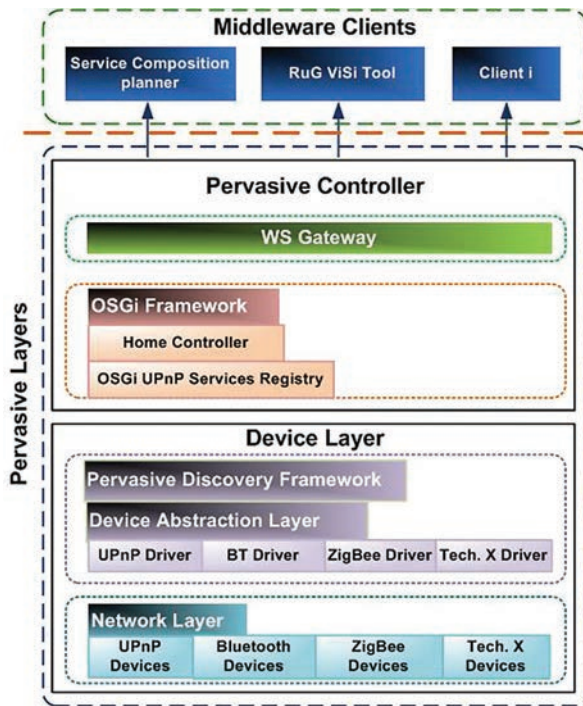 Middleware Clients
Service Composition
planner
RuG ViSi Tool
Client i
Pervasive Layers
Pervasive Controller
WS Gateway
OSGi Framework
Home Controller
OSGi UPnP Services Registry
Device Layer
Pervasive Discovery Framework
Device Abstraction Layer
UPnP Driver
BT Driver
ZigBee Driver
Tech. X Driver
Network Layer
UPnP
Devices
Bluetooth
Devices
ZigBee
Devices
Tech. X
Devices